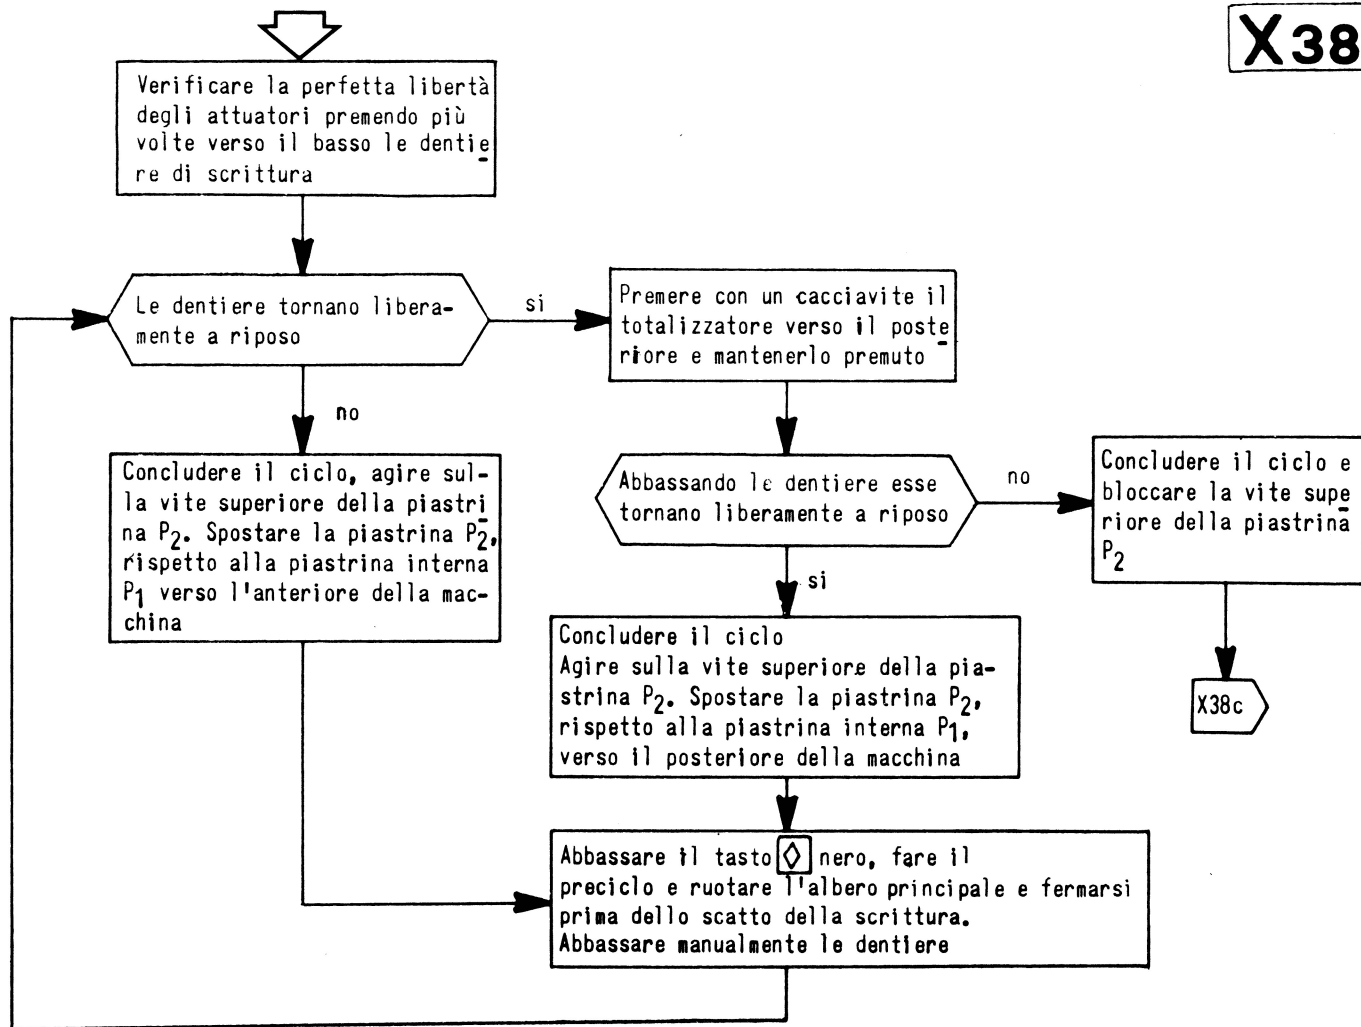 X38
Verificare la perfetta libertà
degli attuatori premendo più
volte verso il basso le dentie
re di scrittura
Le dentiere tornano libera-
mente a riposo
si
Premere con un cacciavite il
totalizzatore verso il poste
riore e mantenerlo premuto
no
Concludere il ciclo, agire sul-
la vite superiore della piastri
na P2. Spostare la piastrina P2,
rispetto alla piastrina interna
P1 verso l'anteriore della mac-
china
Abbassando le dentiere esse
tornano liberamente a riposo
no
Concludere il ciclo e
bloccare la vite supe
riore della piastrina
P2
si
X38c
Concludere il ciclo
Agire sulla vite superiore della pia-
strina P2. Spostare la piastrina P2,
rispetto alla piastrina interna P1,
verso il posteriore della macchina
Abbassare il tasto ◇ nero, fare il
preciclo e ruotare l'albero principale e fermarsi
prima dello scatto della scrittura.
Abbassare manualmente le dentiere